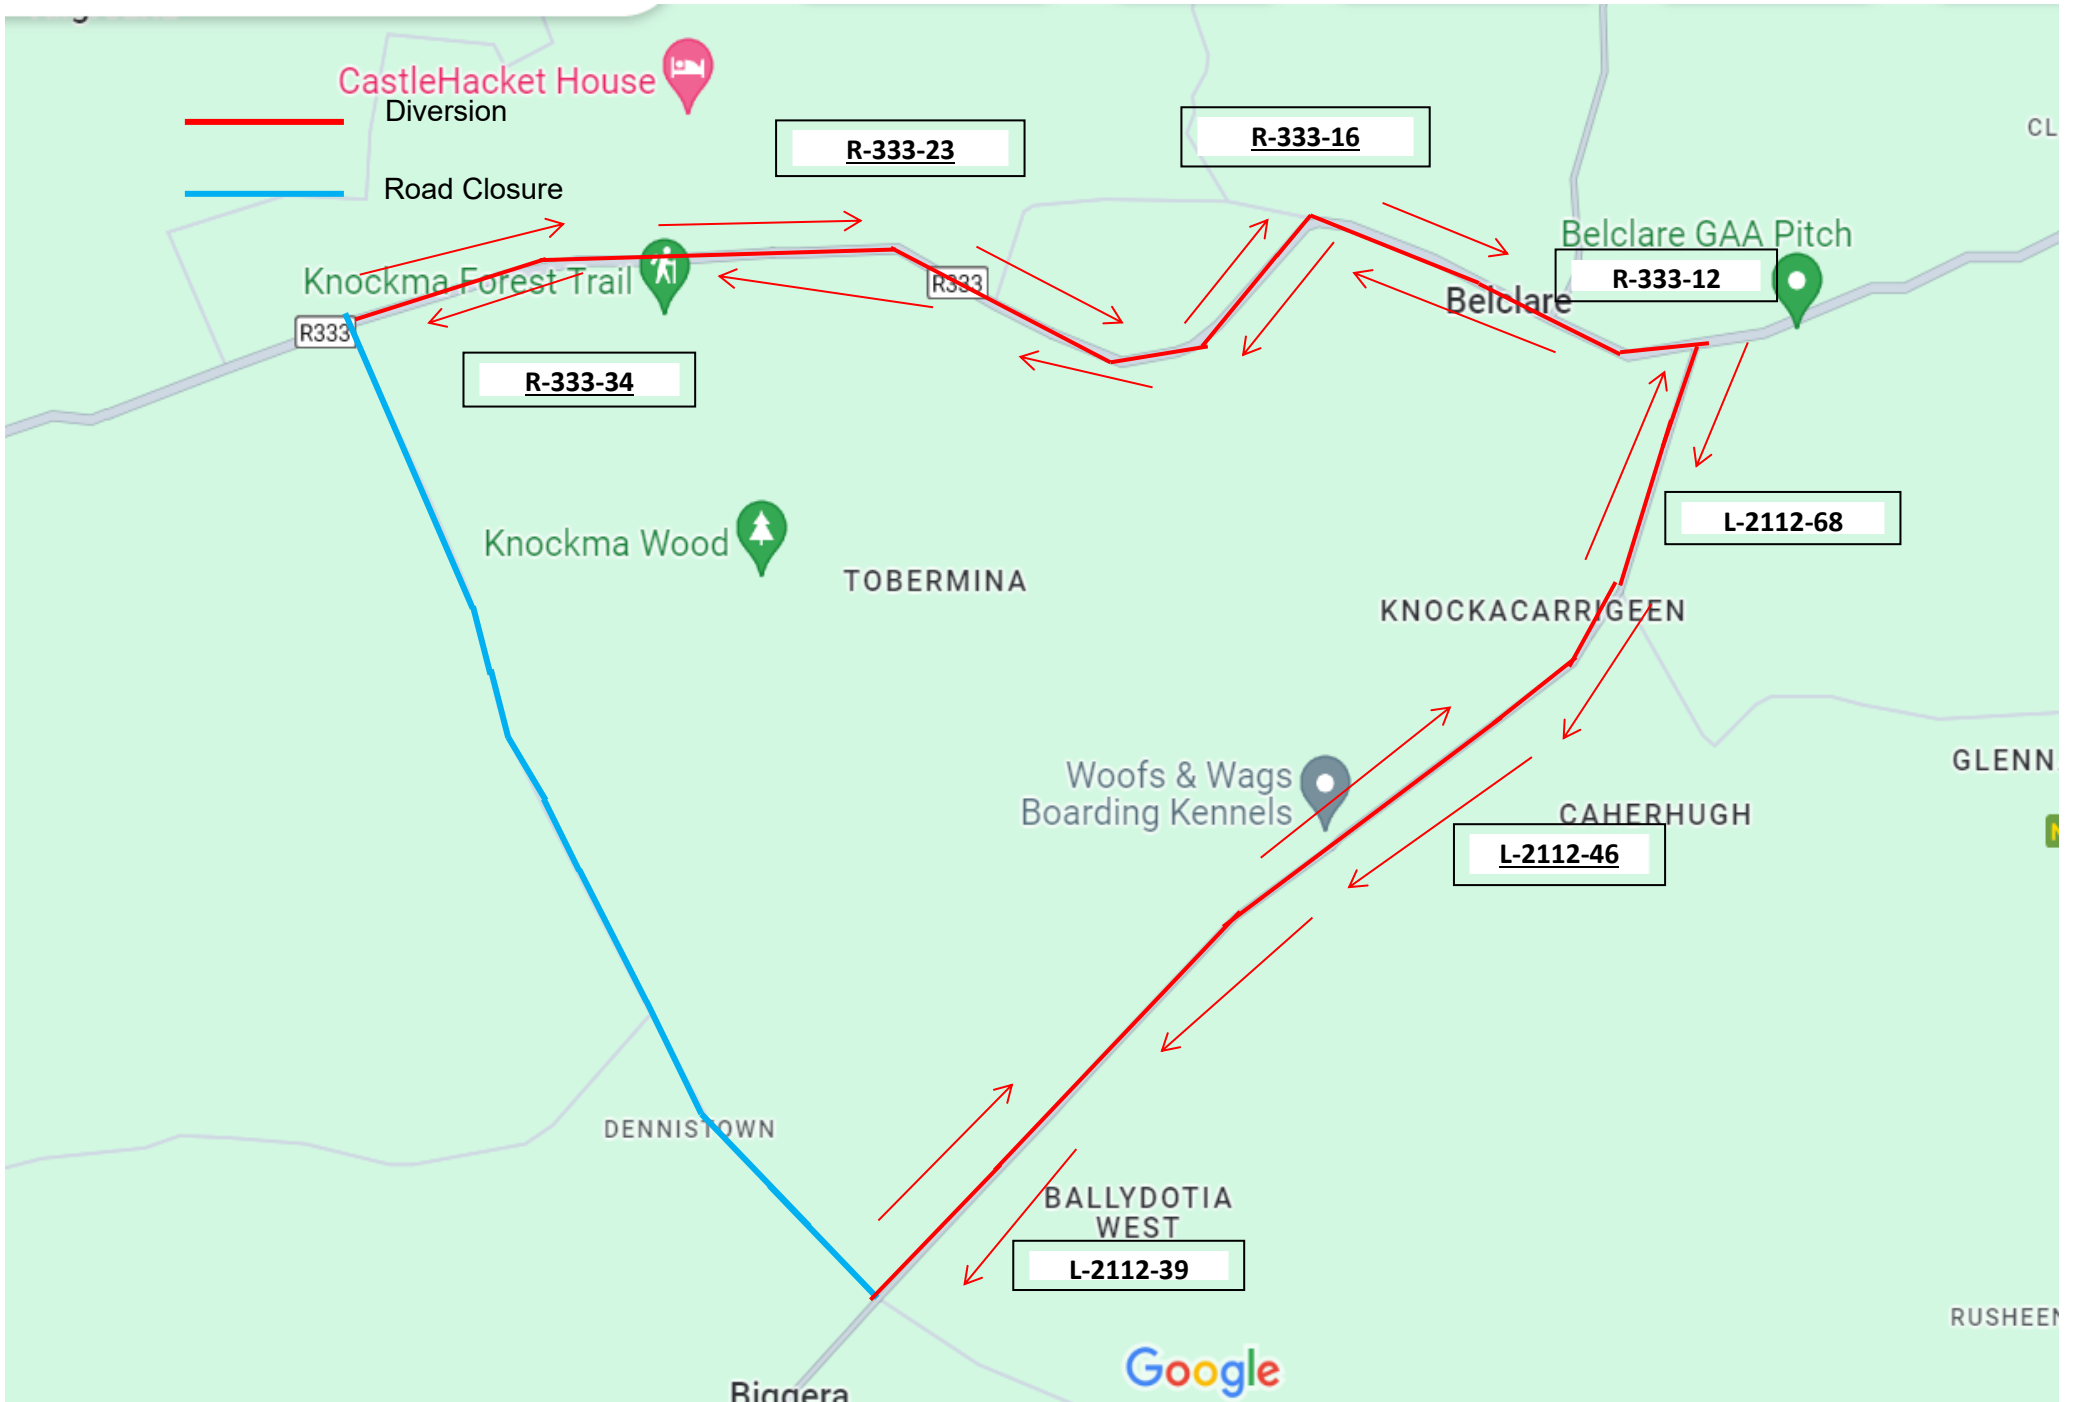 CastleHacket House
Diversion
R-333-23
R-333-16
CL
Road Closure
Belclare GAA Pitch
Knockma Forest Trail
R333
R-333-12
Belclare
R333
R-333-34
L-2112-68
Knockma Wood
TOBERMINA
KNOCKACARRIGEEN
Woofs & Wags
Boarding Kennels
GLENN
CAHERHUGH
L-2112-46
DENNISTOWN
BALLYDOTIA
WEST
L-2112-39
RUSHEEN
Google
Biggera